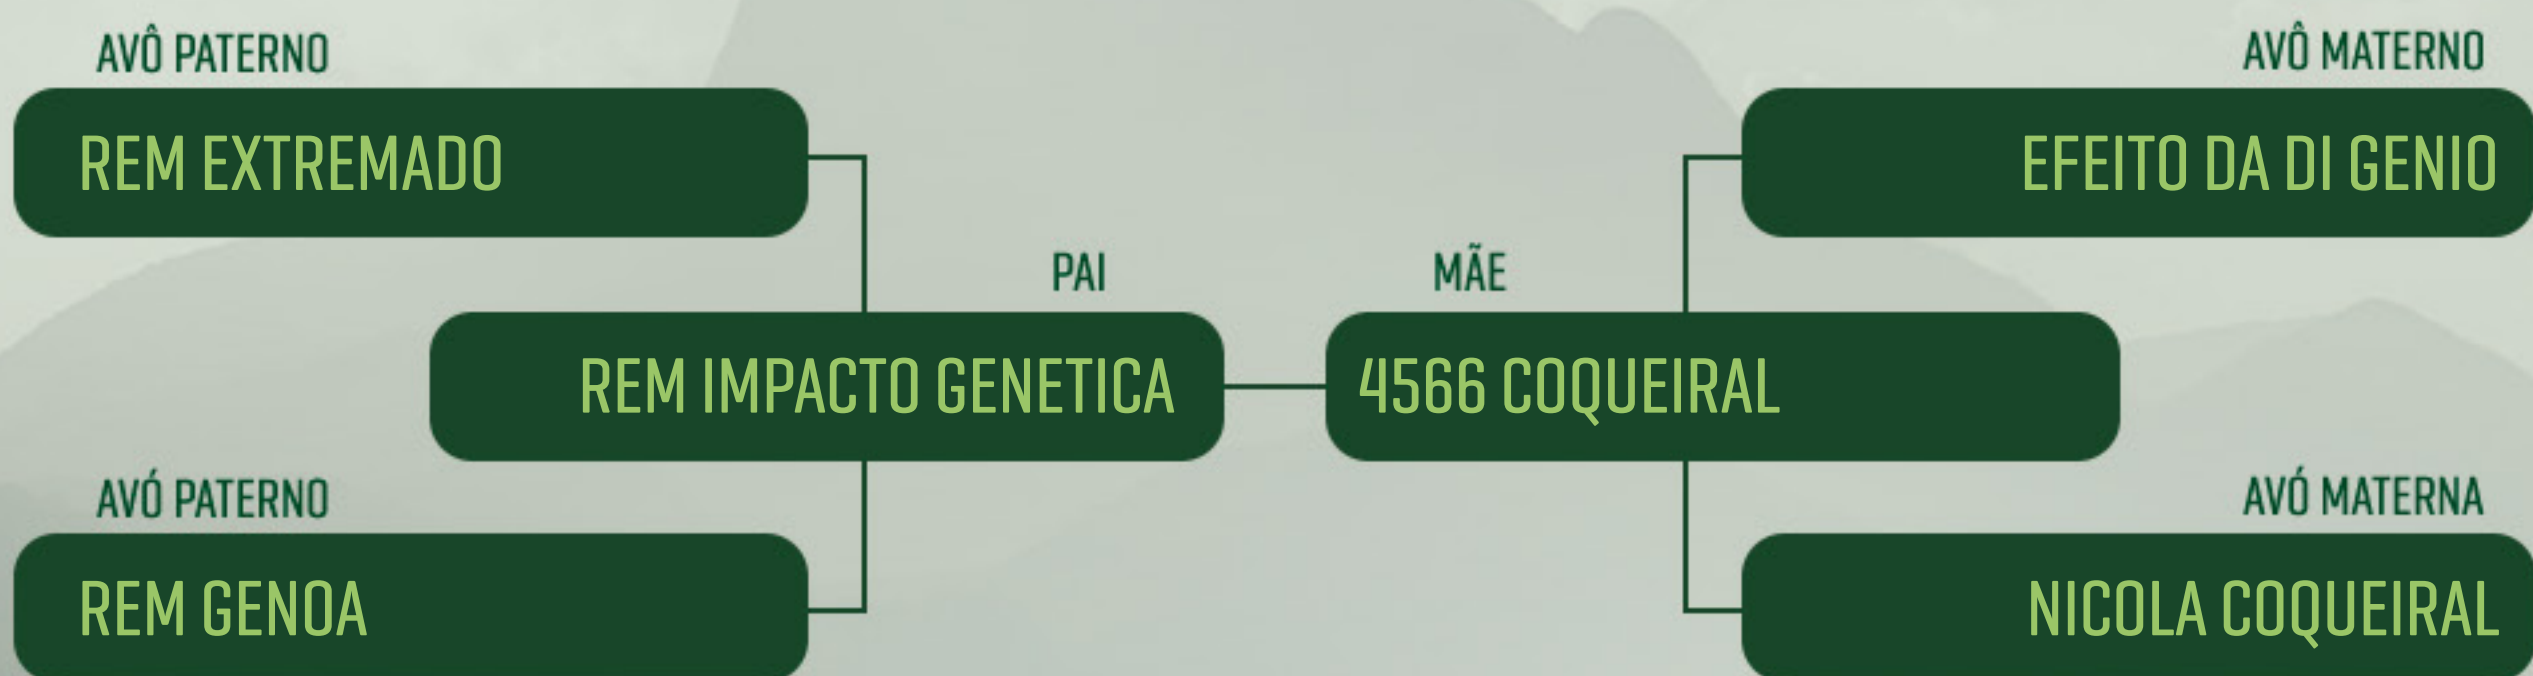 AVÔ PATERNO
AVÔ MATERNO
REM EXTREMADO
EFEITO DA DI GENIO
PAI
MÃE
REM IMPACTO GENETICA
4566 COQUEIRAL
AVÓ PATERNO
AVÓ MATERNA
REM GENOA
NICOLA COQUEIRAL